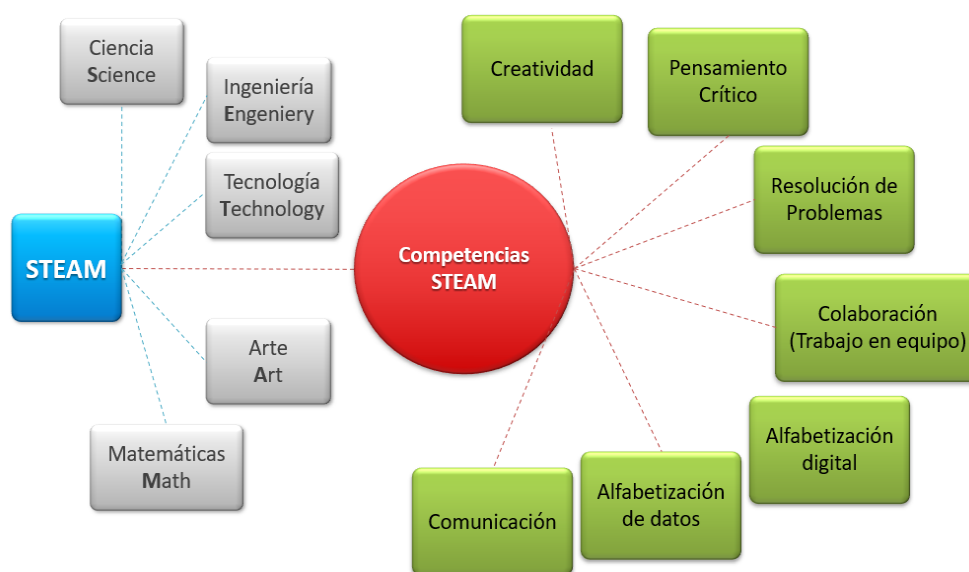 STEAM
Ciencia
Science
Ingeniería
Engeniery
Tecnología
Technology
Arte
Art
Matemáticas
Math
Competencias
STEAM
Creatividad
Pensamiento
Crítico
Resolución de
Problemas
Colaboración
(Trabajo en equipo)
Alfabetización
digital
Alfabetización
de datos
Comunicación